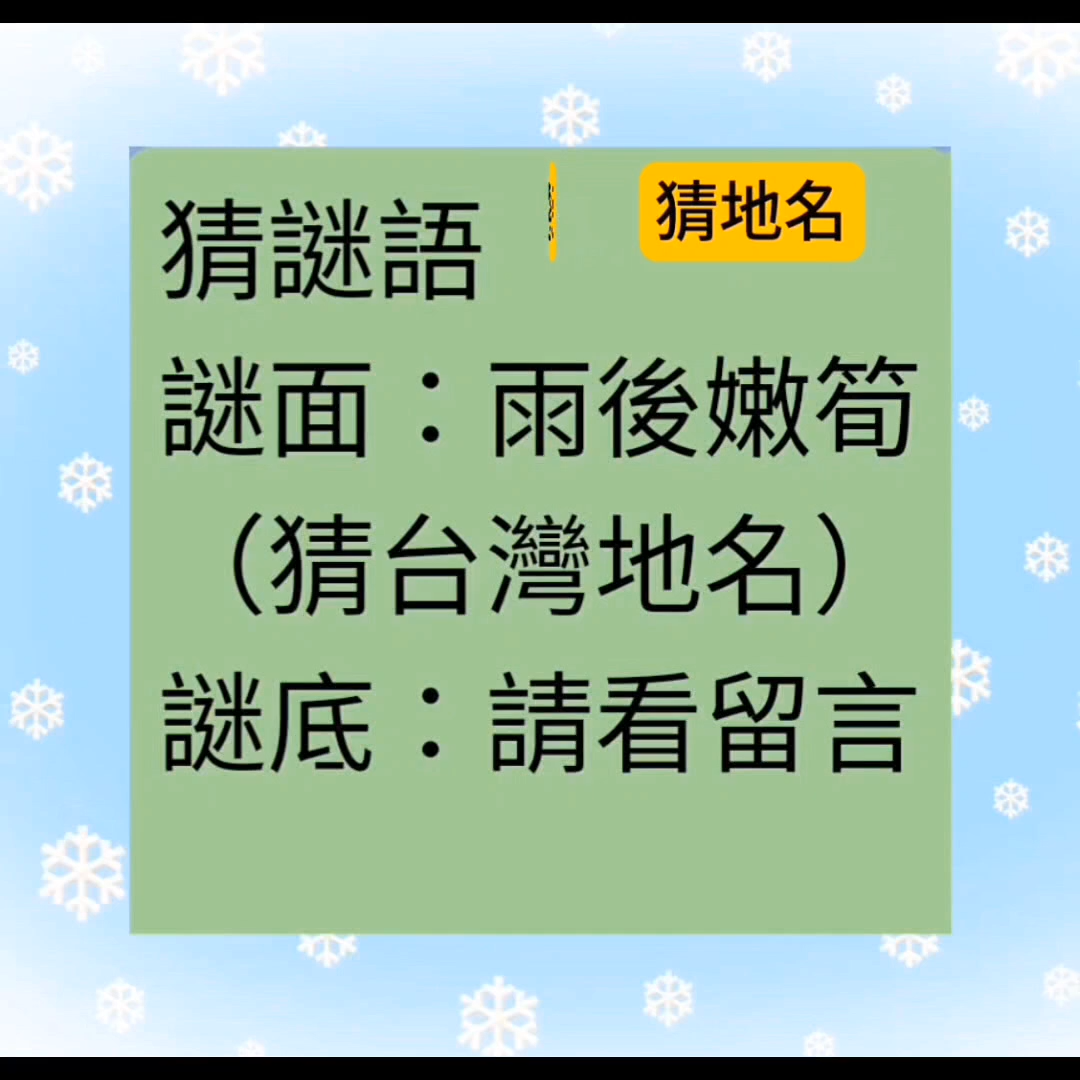 猜謎語
猜地名
謎面：雨後嫩筍
（猜台灣地名）
謎底：請看留言